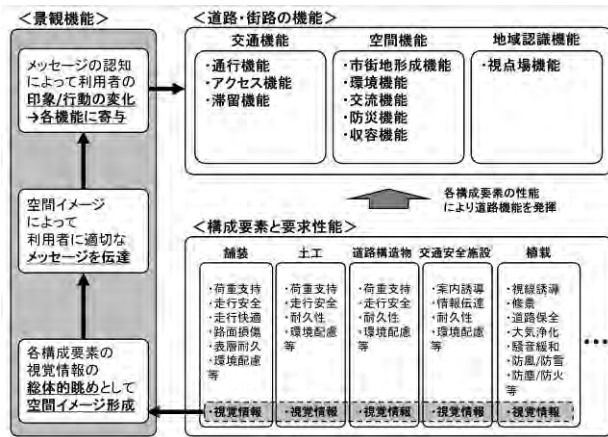 <景観機能>
メッセージの認知
によって利用者の
印象/行動の変化
→各機能に寄与
空間イメージ
によって
利用者に適切な
メッセージを伝達
各構成要素の
視覚情報の
総体的眺めとして
空間イメージ形成
<道路・街路の機能>
交通機能
・通行機能
・アクセス機能
・滞留機能
空間機能
・市街地形成機能
・環境機能
・交流機能
・防災機能
・収容機能
地域認識機能
・視点場機能
各構成要素の性能
により道路機能を発揮
<構成要素と要求性能>
舗装
・荷重支持
・走行安全
・走行快適
・路面損傷
・表層耐久
・環境配慮
等
・視覚情報
土工
・荷重支持
・走行安全
・耐久性
・環境配慮
等
・視覚情報
道路構造物
・荷重支持
・走行安全
・耐久性
・環境配慮
等
・視覚情報
交通安全施設
・案内誘導
・情報伝達
・耐久性
・環境配慮
等
・視覚情報
植栽
・視線誘導
・修景
・道路保全
・大気浄化
・騒音緩和
・防風/防雪
・防塵/防火
等
・視覚情報
…